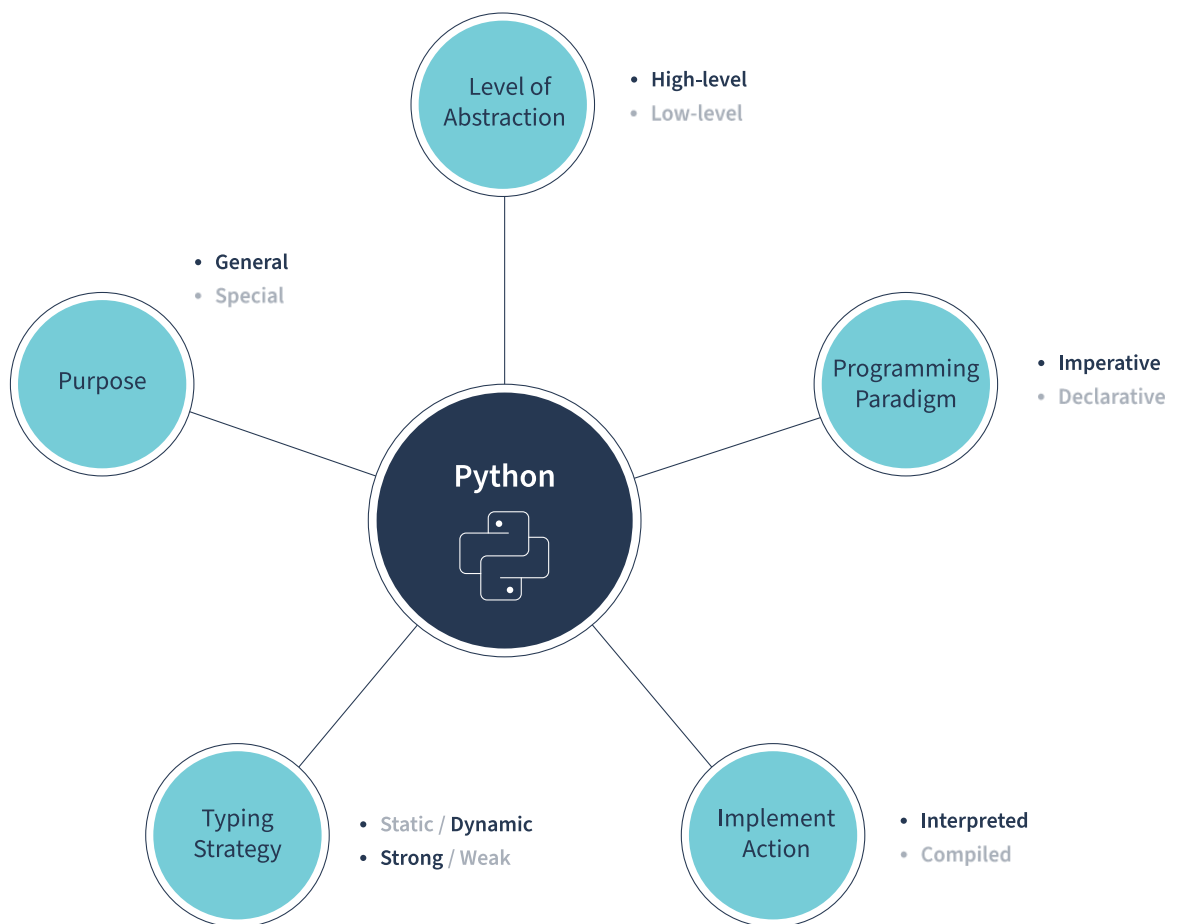 Level of
Abstraction
• High-level
• Low-level
• General
• Special
Purpose
Programming
Paradigm
• Imperative
• Declarative
Python
Typing
Strategy
• Static / Dynamic
• Strong / Weak
Implement
Action
• Interpreted
• Compiled